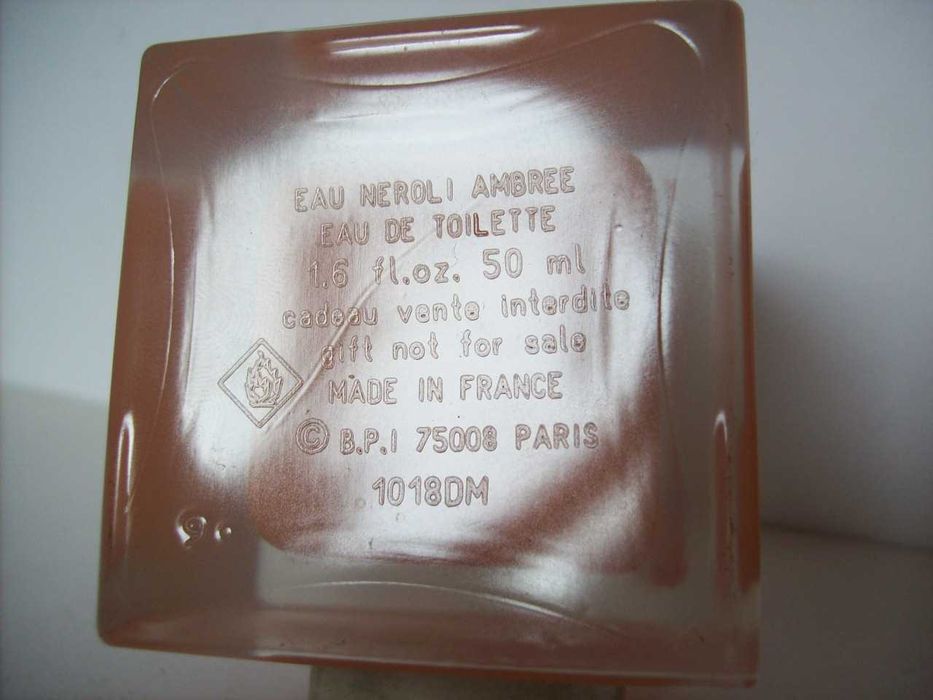 EAU NEROLI AMBREE
EAU DE TOILETTE
1.6 fl.oz. 50 ml
cadeau vente interdite
gift not for sale
MADE IN FRANCE
© B.P.I 75008 PARIS
1018DM
9.